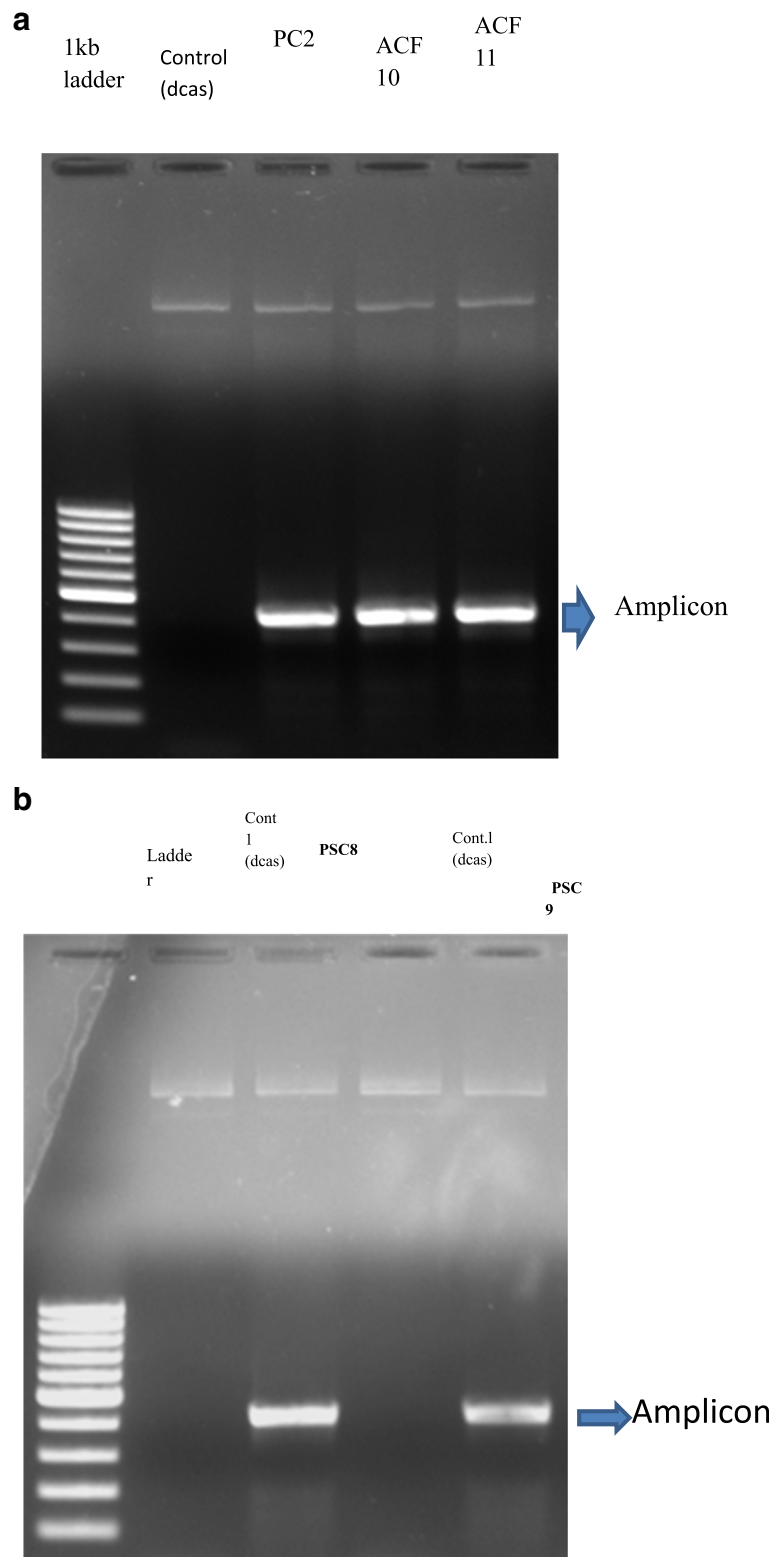 a
1kb
ladder
Control
(dcas)
PC2
ACF
10
ACF
11
Amplicon
b
Ladde
r
Cont
1
(dcas)
PSC8
Cont.l
(dcas)
PSC
9
Amplicon